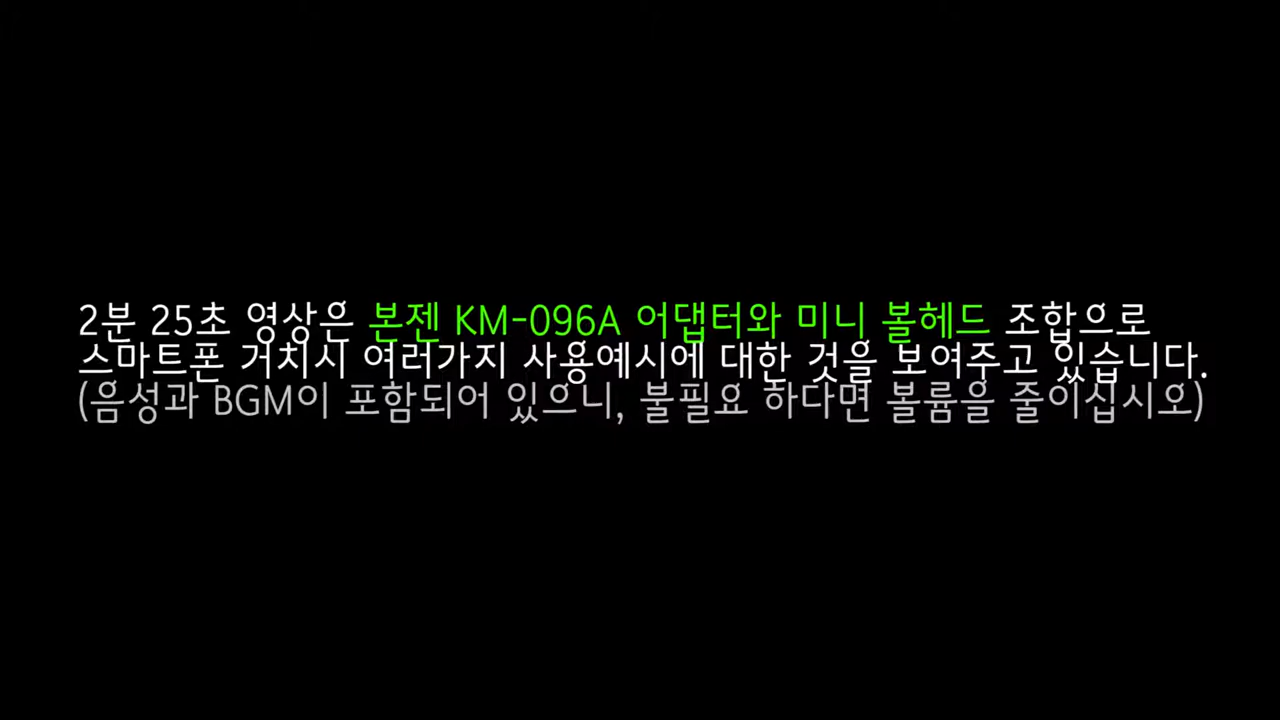 2분 25초 영상은 본젠 KM-096A 어댑터와 미니 볼헤드 조합으로
스마트폰 거치시 여러가지 사용예시에 대한 것을 보여주고 있습니다.
(음성과 BGM이 포함되어 있으니, 불필요 하다면 볼륨을 줄이십시오)